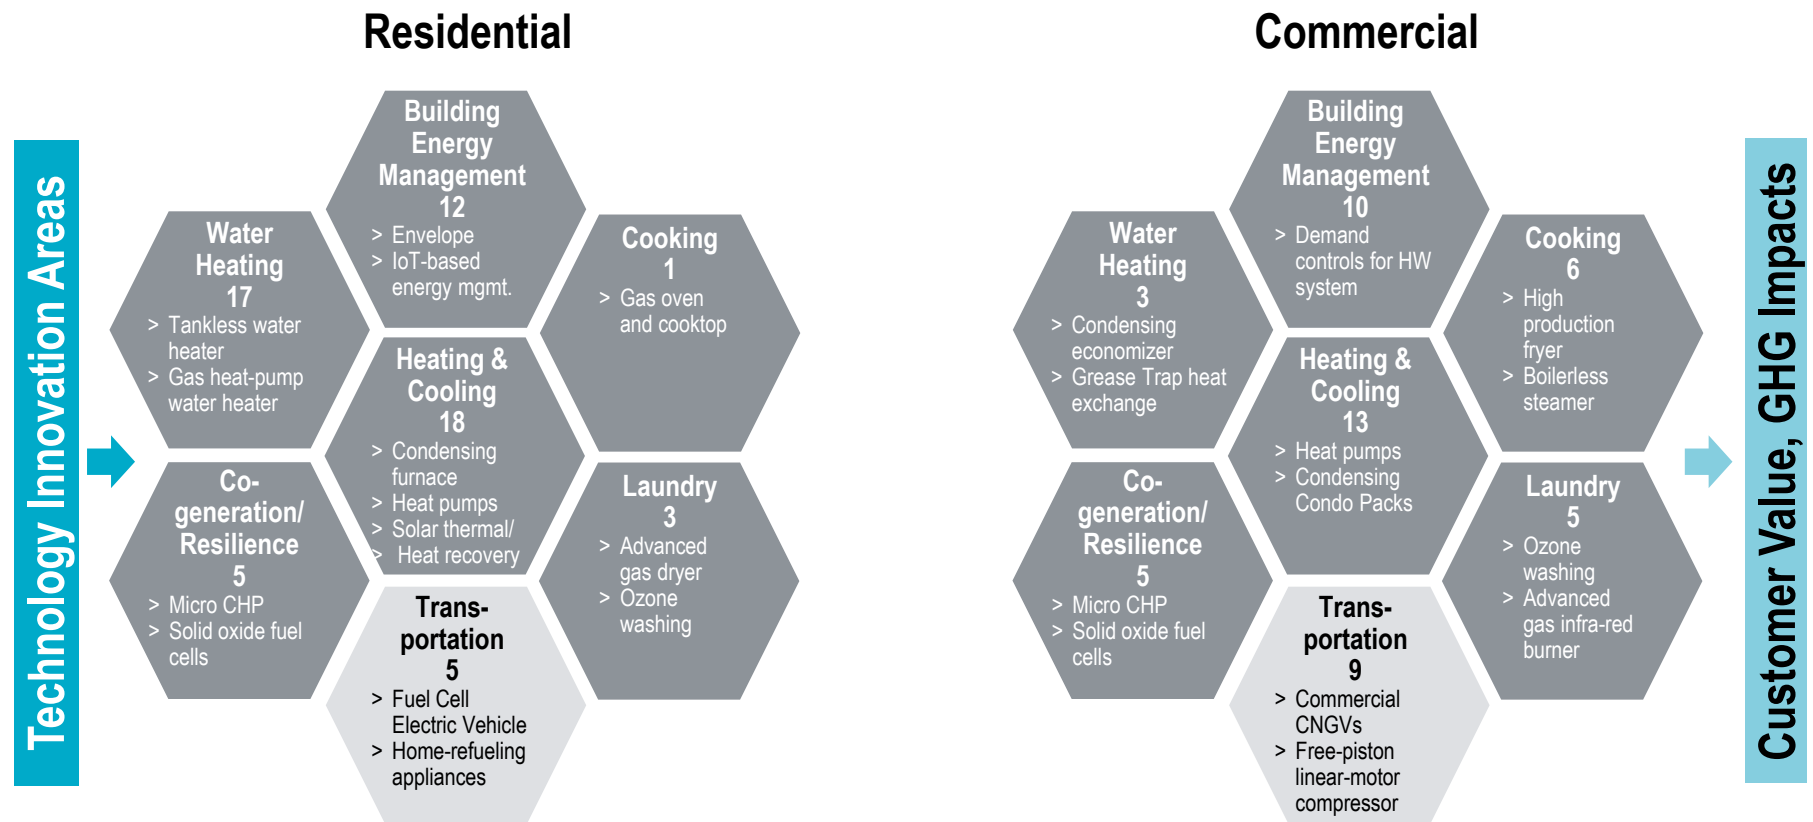 Residential
Commercial
Technology Innovation Areas
Building
Energy
Management
12
> Envelope
> IoT-based
energy mgmt.
Water
Heating
17
> Tankless water
heater
> Gas heat-pump
water heater
Cooking
1
> Gas oven
and cooktop
Heating &
Cooling
18
> Condensing
furnace
> Heat pumps
> Solar thermal/
> Heat recovery
Co-
generation/
Resilience
5
> Micro CHP
> Solid oxide fuel
cells
Laundry
3
> Advanced
gas dryer
> Ozone
washing
Trans-
portation
5
> Fuel Cell
Electric Vehicle
> Home-refueling
appliances
Building
Energy
Management
10
> Demand
controls for HW
system
Water
Heating
3
> Condensing
economizer
> Grease Trap heat
exchange
Cooking
6
> High
production
fryer
> Boilerless
steamer
Heating &
Cooling
13
> Heat pumps
> Condensing
Condo Packs
Co-
generation/
Resilience
5
> Micro CHP
> Solid oxide fuel
cells
Laundry
5
> Ozone
washing
> Advanced
gas infra-red
burner
Trans-
portation
9
> Commercial
CNGVs
> Free-piston
linear-motor
compressor
Customer Value, GHG Impacts